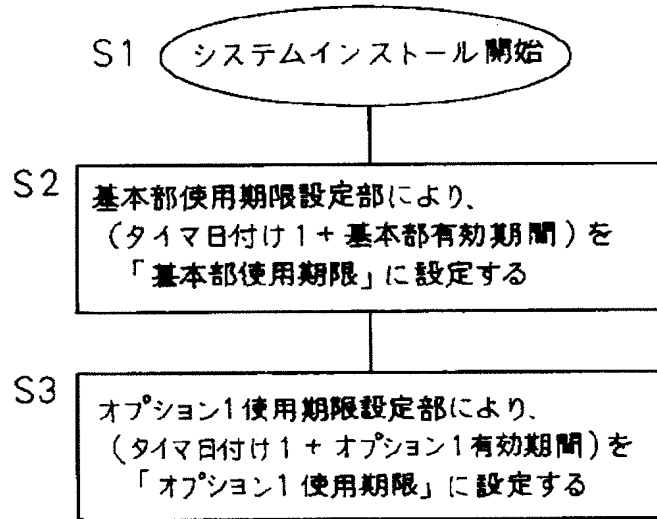 S1 システムインストール開始
S2 基本部使用期限設定部により、
(タイマ日付け1+基本部有効期間)を
「基本部使用期限」に設定する
S3 オプション1使用期限設定部により、
(タイマ日付け1+オプション1有効期間)を
「オプション1使用期限」に設定する